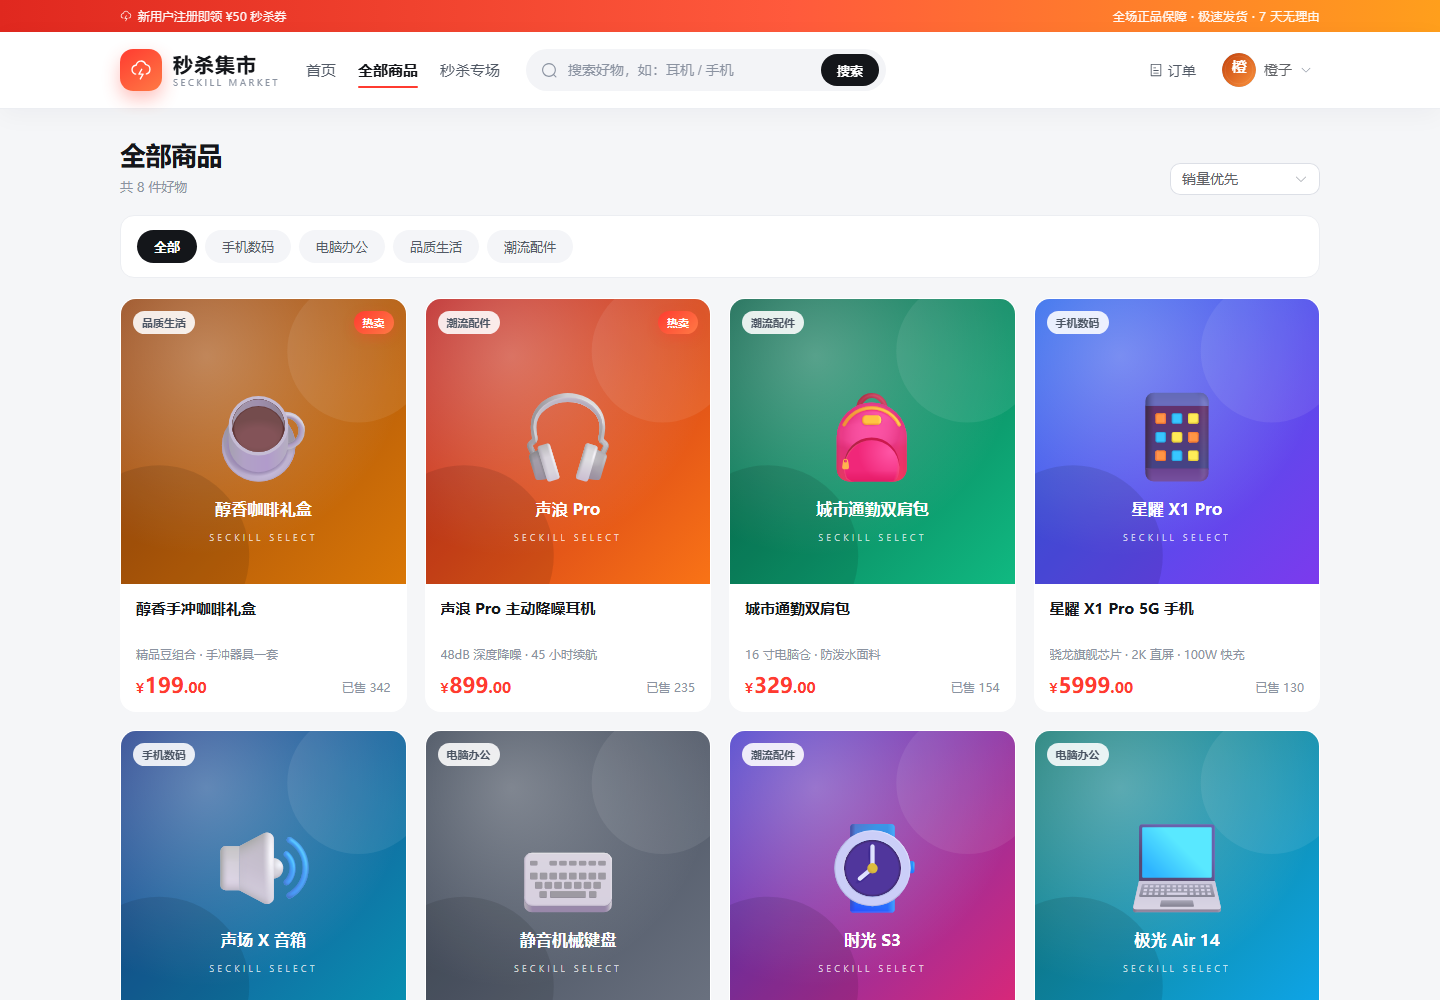 新用户注册即领 ¥50 秒杀券
全场正品保障 · 极速发货 · 7 天无理由
秒杀集市
SECKILL MARKET
首页
全部商品
秒杀专场
搜索好物，如：耳机 / 手机
搜索
订单
橙
橙子
全部商品
共 8 件好物
销量优先
全部
手机数码
电脑办公
品质生活
潮流配件
品质生活
热卖
醇香咖啡礼盒
SECKILL SELECT
醇香手冲咖啡礼盒
精品豆组合 · 手冲器具一套
¥199.00
已售 342
潮流配件
热卖
声浪 Pro
SECKILL SELECT
声浪 Pro 主动降噪耳机
48dB 深度降噪 · 45 小时续航
¥899.00
已售 235
潮流配件
城市通勤双肩包
SECKILL SELECT
城市通勤双肩包
16 寸电脑仓 · 防泼水面料
¥329.00
已售 154
手机数码
星曜 X1 Pro
SECKILL SELECT
星曜 X1 Pro 5G 手机
骁龙旗舰芯片 · 2K 直屏 · 100W 快充
¥5999.00
已售 130
手机数码
声场 X 音箱
SECKILL SELECT
电脑办公
静音机械键盘
SECKILL SELECT
潮流配件
时光 S3
SECKILL SELECT
电脑办公
极光 Air 14
SECKILL SELECT